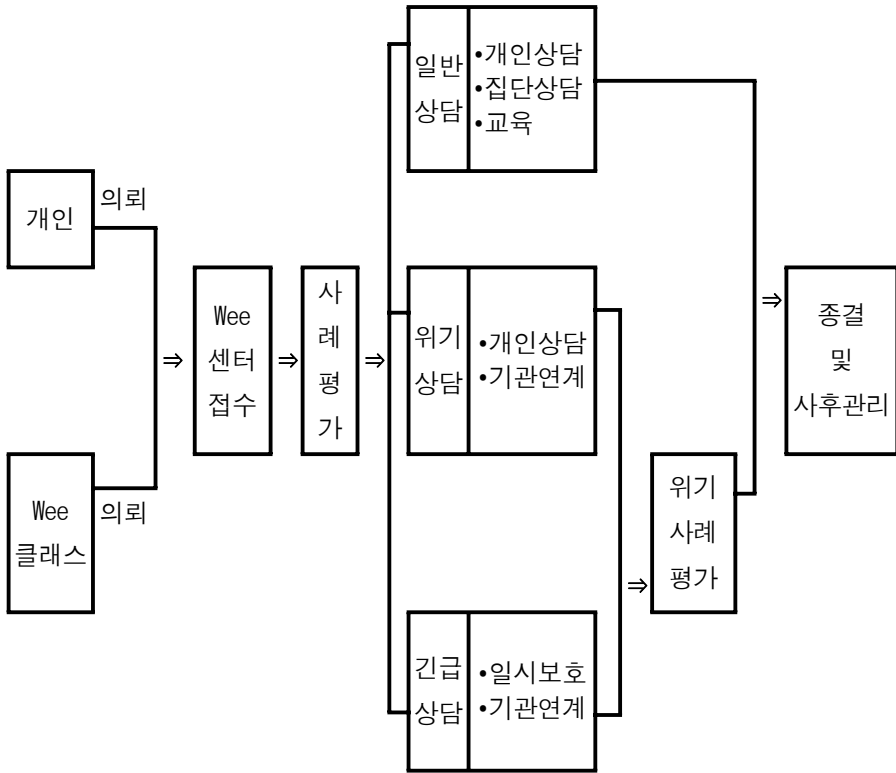 개인
의뢰
Wee
클래스
의뢰
⇒
Wee
센터
접수
⇒
사
례
평
가
⇒
일반
상담
•개인상담
•집단상담
•교육
위기
상담
•개인상담
•기관연계
긴급
상담
•일시보호
•기관연계
⇒
위기
사례
평가
⇒
종결
및
사후관리